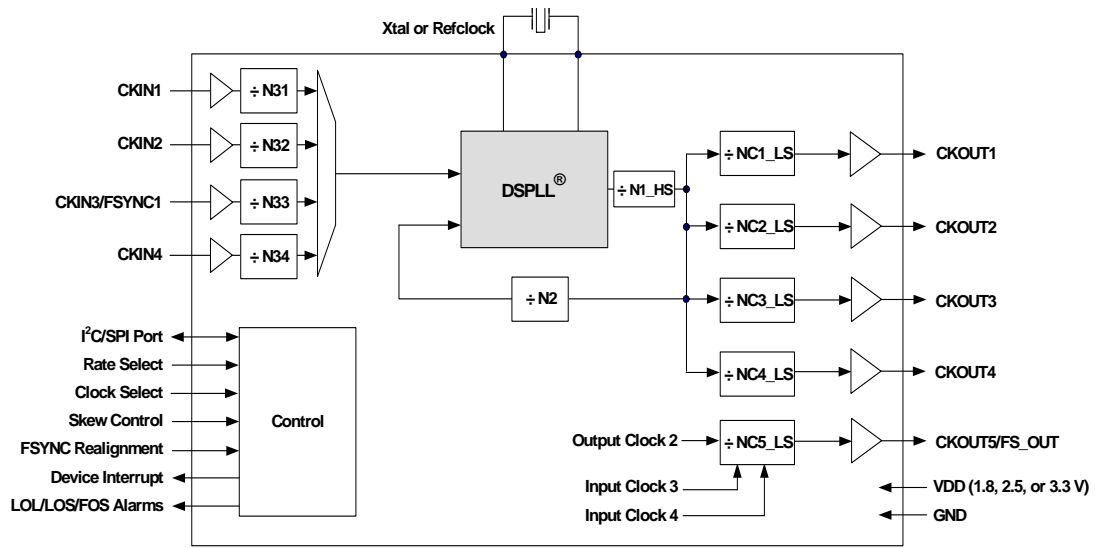 Xtal or Refclock
CKIN1
÷ N31
CKIN2
÷ N32
CKIN3/FSYNC1
÷ N33
CKIN4
÷ N34
DSPLL®
÷ N1_HS
÷ N2
÷ NC1_LS
CKOUT1
÷ NC2_LS
CKOUT2
÷ NC3_LS
CKOUT3
÷ NC4_LS
CKOUT4
Output Clock 2
÷ NC5_LS
CKOUT5/FS_OUT
Input Clock 3
Input Clock 4
VDD (1.8, 2.5, or 3.3 V)
GND
I²C/SPI Port
Rate Select
Clock Select
Skew Control
FSYNC Realignment
Device Interrupt
LOL/LOS/FOS Alarms
Control